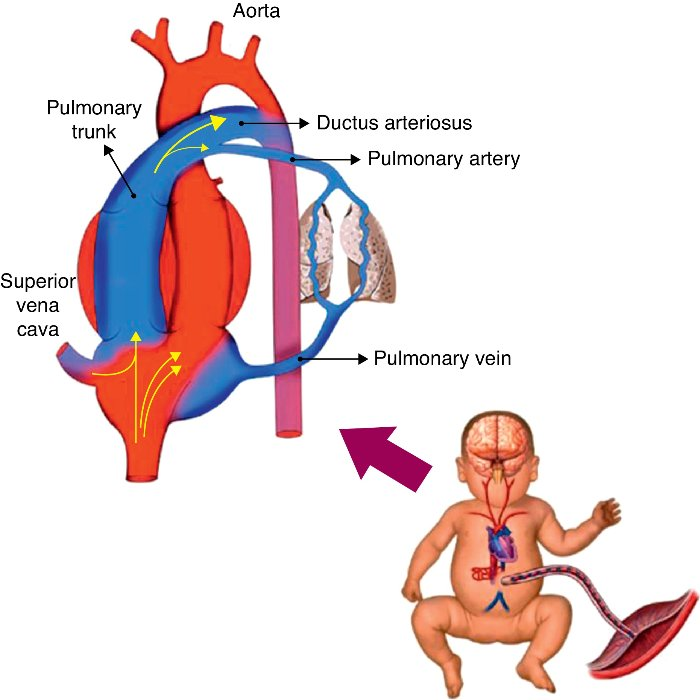 Aorta
Pulmonary
trunk
Ductus arteriosus
Pulmonary artery
Superior
vena
cava
Pulmonary vein